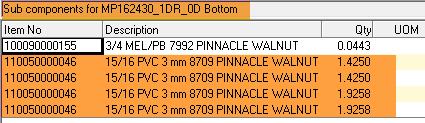 Sub components for MP162430_1DR_0D Bottom
Item No Description Qty UOM
100090000155 3/4 MEL/PB 7992 PINNACLE WALNUT 0.0443
110050000046 15/16 PVC 3 mm 8709 PINNACLE WALNUT 1.4250
110050000046 15/16 PVC 3 mm 8709 PINNACLE WALNUT 1.4250
110050000046 15/16 PVC 3 mm 8709 PINNACLE WALNUT 1.9258
110050000046 15/16 PVC 3 mm 8709 PINNACLE WALNUT 1.9258